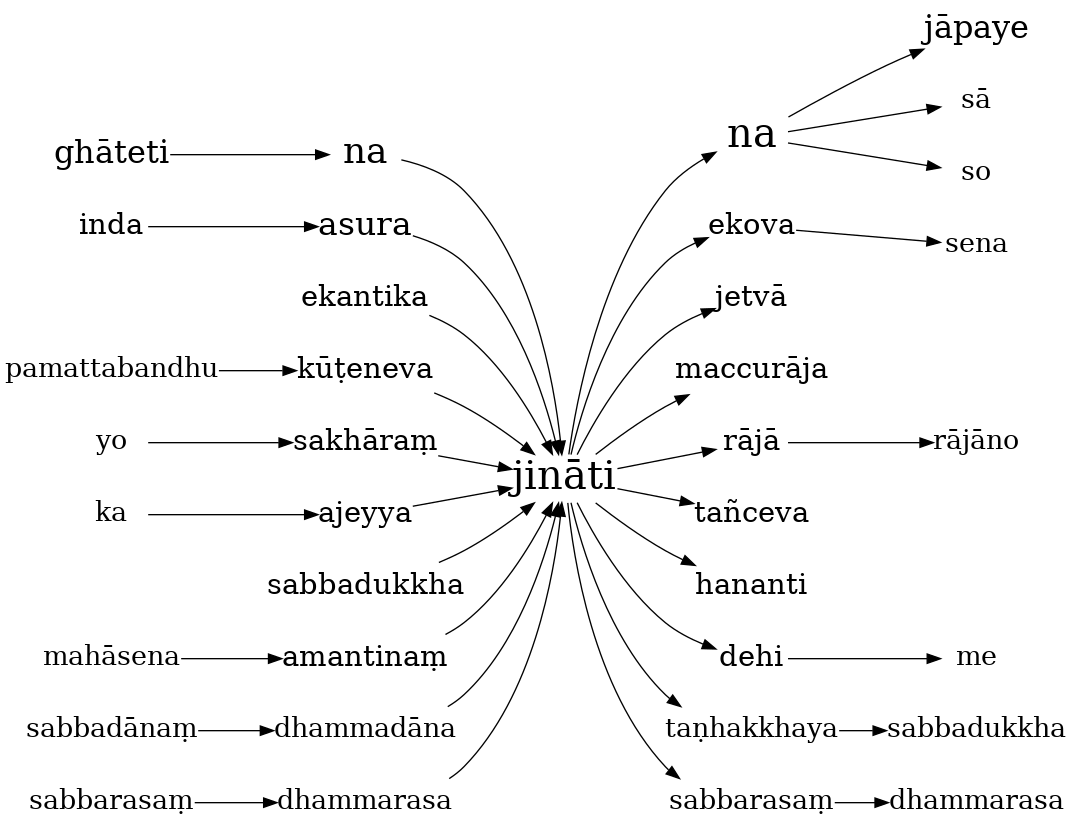 jāpaye
sā
ghāteti na na
so
inda asura ekova sena
ekantika jetvā
pamattabandhu kūṭeneva maccurāja
yo sakhāraṃ rājā rājāno
jināti
ka ajeyya tañceva
sabbadukkha hananti
mahāsena amantinaṃ dehi me
sabbadānaṃ dhammadāna taṇhakkhaya sabbadukkha
sabbarasaṃ dhammarasa sabbarasaṃ dhammarasa